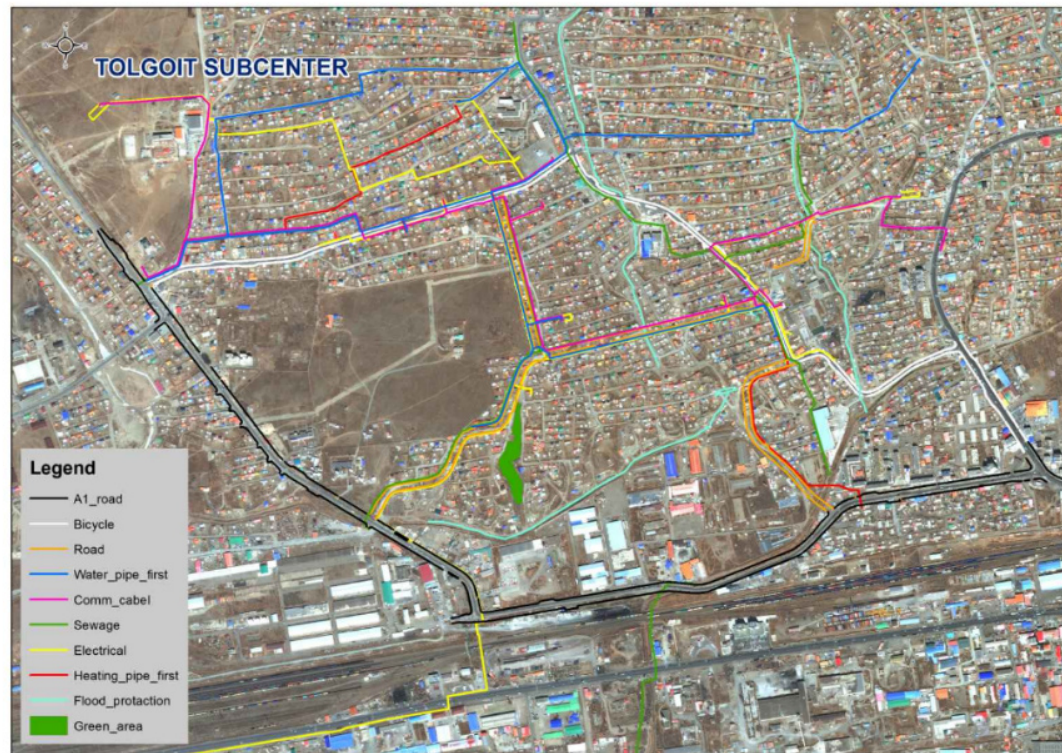 TOLGOIT SUBCENTER
Legend
A1_road
Bicycle
Road
Water_pipe_first
Comm_cabel
Sewage
Electrical
Heating_pipe_first
Flood_protaction
Green_area